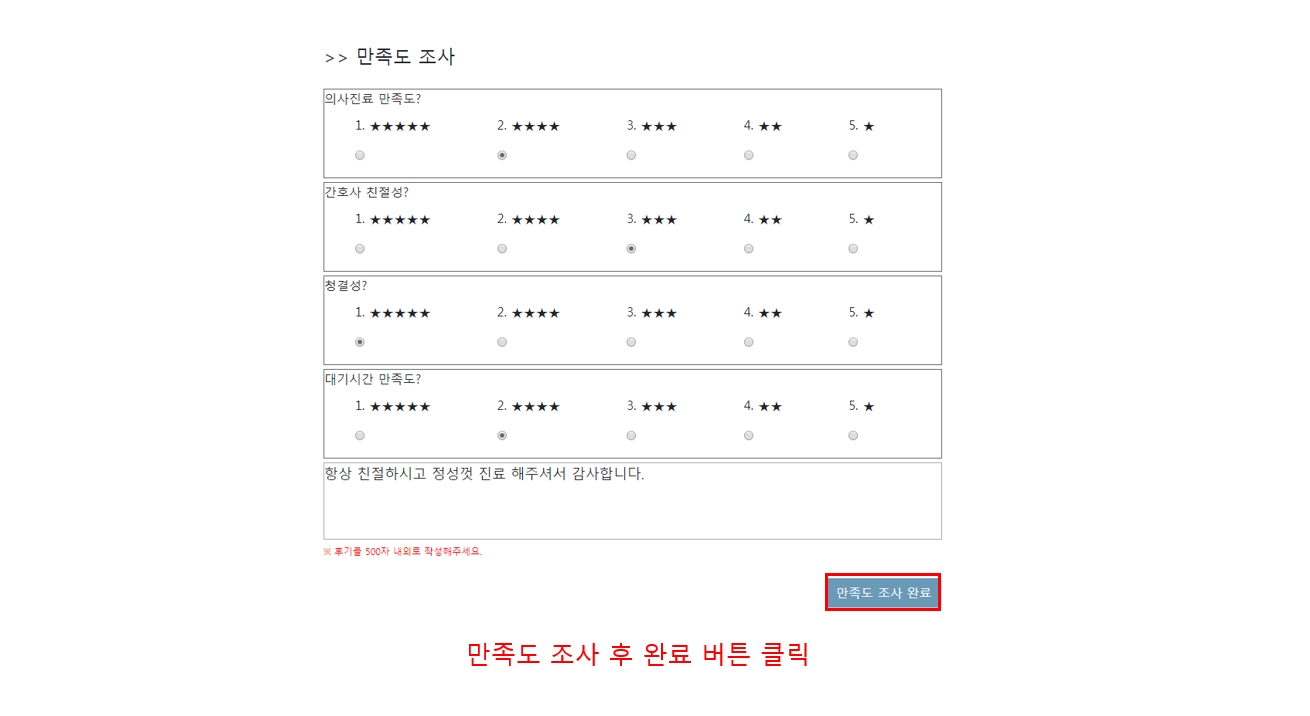 >> 만족도 조사
의사진료 만족도?
1. ★★★★★ 2. ★★★★ 3. ★★★ 4. ★★ 5. ★
간호사 친절성?
1. ★★★★★ 2. ★★★★ 3. ★★★ 4. ★★ 5. ★
청결성?
1. ★★★★★ 2. ★★★★ 3. ★★★ 4. ★★ 5. ★
대기시간 만족도?
1. ★★★★★ 2. ★★★★ 3. ★★★ 4. ★★ 5. ★
항상 친절하시고 정성껏 진료 해주셔서 감사합니다.
※ 후기를 500자 내외로 작성해주세요.
만족도 조사 완료
만족도 조사 후 완료 버튼 클릭